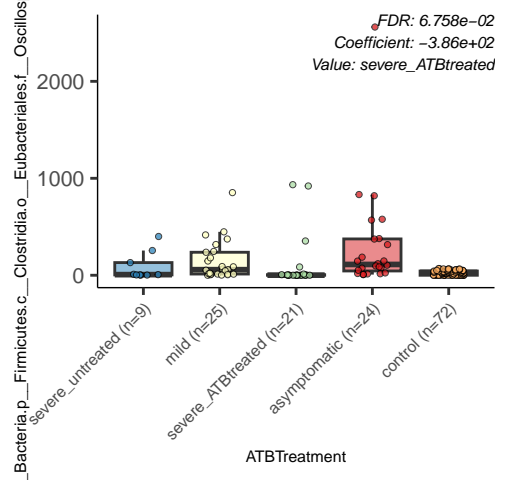 FDR: 6.758e−02
Coefficient: −3.86e+02
Value: severe_ATBtreated
_Bacteria.p__Firmicutes.c__Clostridia.o__Eubacteriales.f__Oscillos
2000
1000
0
severe_untreated (n=9)
mild (n=25)
severe_ATBtreated (n=21)
asymptomatic (n=24)
control (n=72)
ATBTreatment